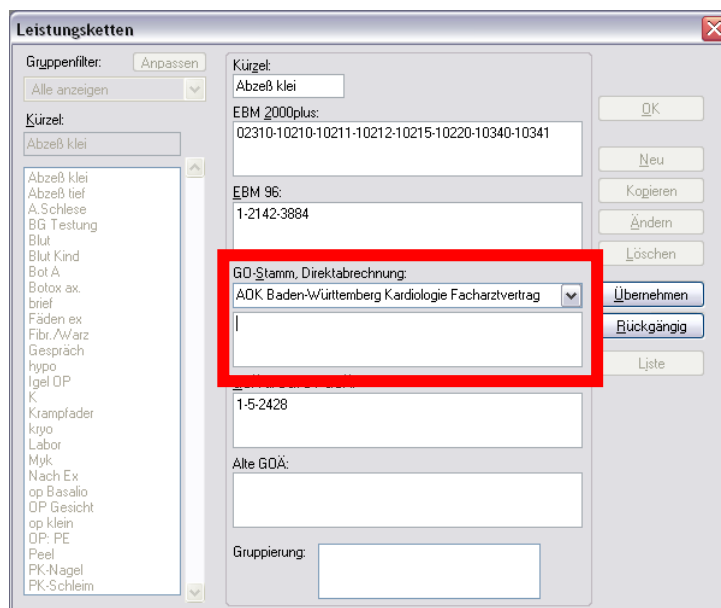 Leistungsketten
Gruppenfilter:
Anpassen
Alle anzeigen
Kürzel:
Abzeß klei
Abzeß klei
Abzeß tief
A.Schlese
BG Testung
Blut
Blut Kind
Bot A
Botox ax.
brief
Fäden ex
Fibr./Warz
Gespräch
hypo
Igel OP
K
Krampfader
kryo
Labor
Myk
Nach Ex
op Basalio
OP Gesicht
op klein
OP: PE
Peel
PK-Nagel
PK-Schleim
Kürzel:
Abzeß klei
EBM 2000plus:
02310-10210-10211-10212-10215-10220-10340-10341
EBM 96:
1-2142-3884
GO-Stamm, Direktabrechnung:
AOK Baden-Württemberg Kardiologie Facharztvertrag
1-5-2428
Alte GOÄ:
Gruppierung:
OK
Neu
Kopieren
Ändern
Löschen
Übernehmen
Rückgängig
Liste